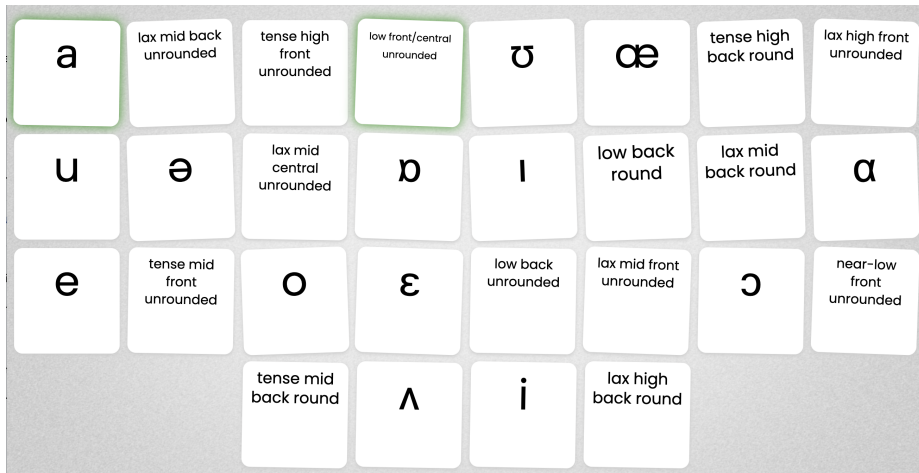 a
lax mid back
unrounded
tense high
front
unrounded
low front/central
unrounded
ʊ
æ
tense high
back round
lax high front
unrounded
u
ə
lax mid
central
unrounded
ɒ
ı
low back
round
lax mid
back round
ɑ
e
tense mid
front
unrounded
o
ɛ
low back
unrounded
lax mid front
unrounded
ɔ
near-low
front
unrounded
tense mid
back round
ʌ
i
lax high
back round